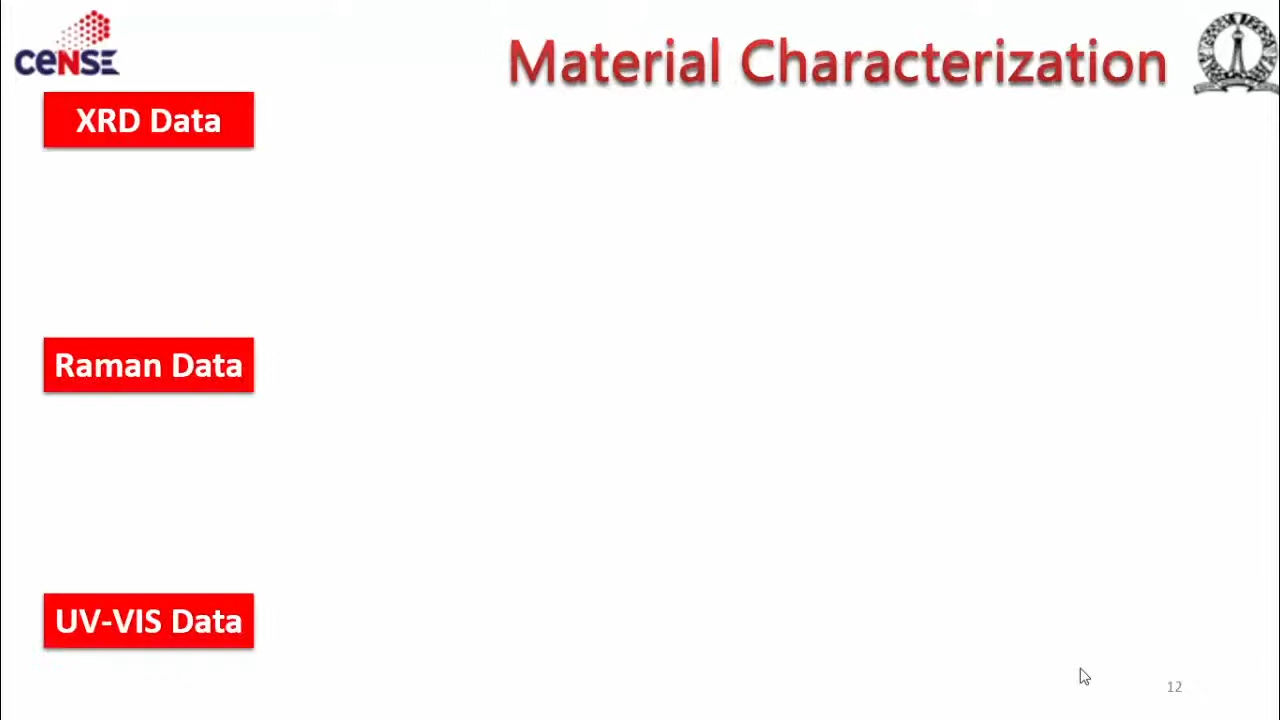 CeNSE
Material Characterization
XRD Data
Raman Data
UV-VIS Data
12